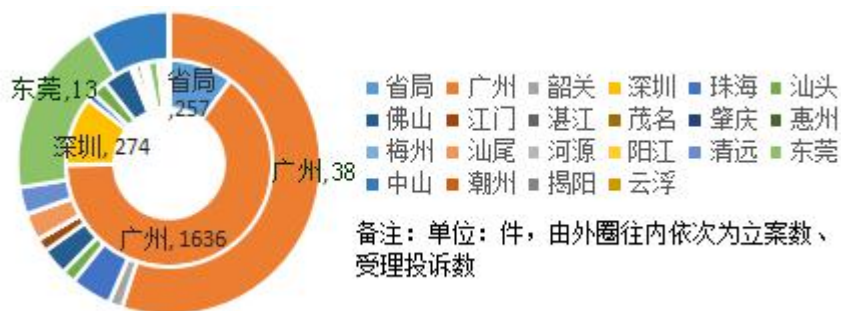 省局
,257
东莞,13
深圳, 274
广州,38
广州, 1636
省局 广州 韶关 深圳 珠海 汕头
佛山 江门 湛江 茂名 肇庆 惠州
梅州 汕尾 河源 阳江 清远 东莞
中山 潮州 揭阳 云浮
备注：单位：件，由外圈往内依次为立案数、
受理投诉数